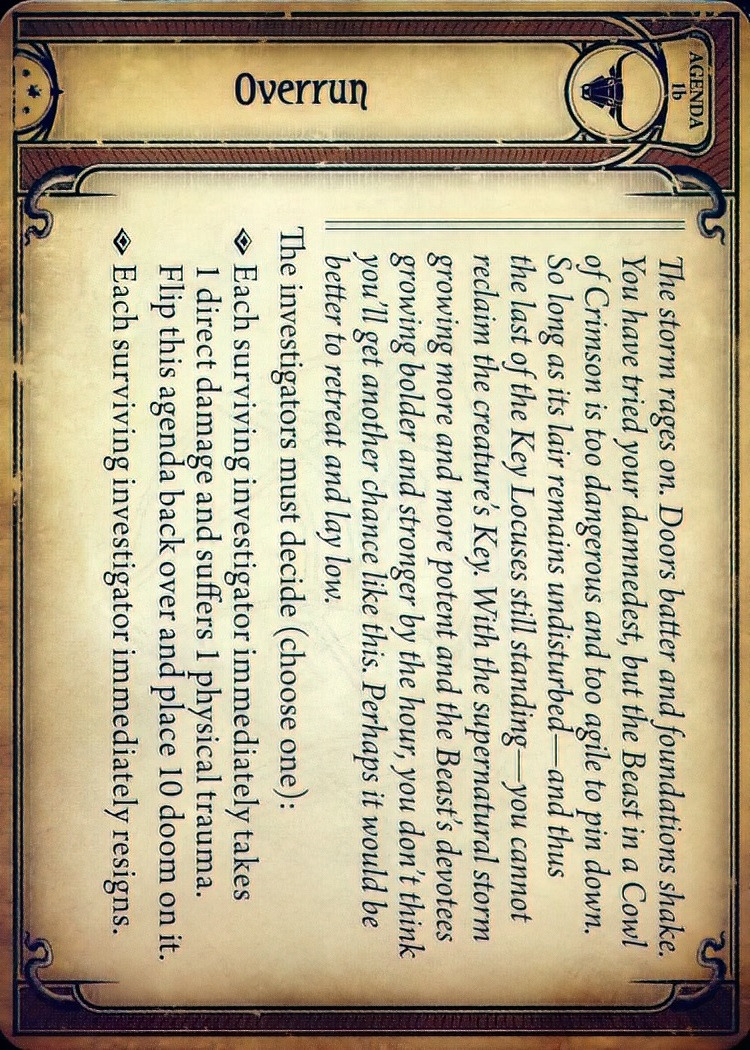 AGENDA
1b
Overrun
The storm rages on. Doors batter and foundations shake.
You have tried your damnedest, but the Beast in a Cowl
of Crimson is too dangerous and too agile to pin down.
So long as its lair remains undisturbed—and thus
the last of the Key Locuses still standing—you cannot
reclaim the creature's Key. With the supernatural storm
growing more and more potent and the Beast's devotees
growing bolder and stronger by the hour, you don't think
you'll get another chance like this. Perhaps it would be
better to retreat and lay low.
The investigators must decide (choose one):
Each surviving investigator immediately takes
1 direct damage and suffers 1 physical trauma.
Flip this agenda back over and place 10 doom on it.
Each surviving investigator immediately resigns.